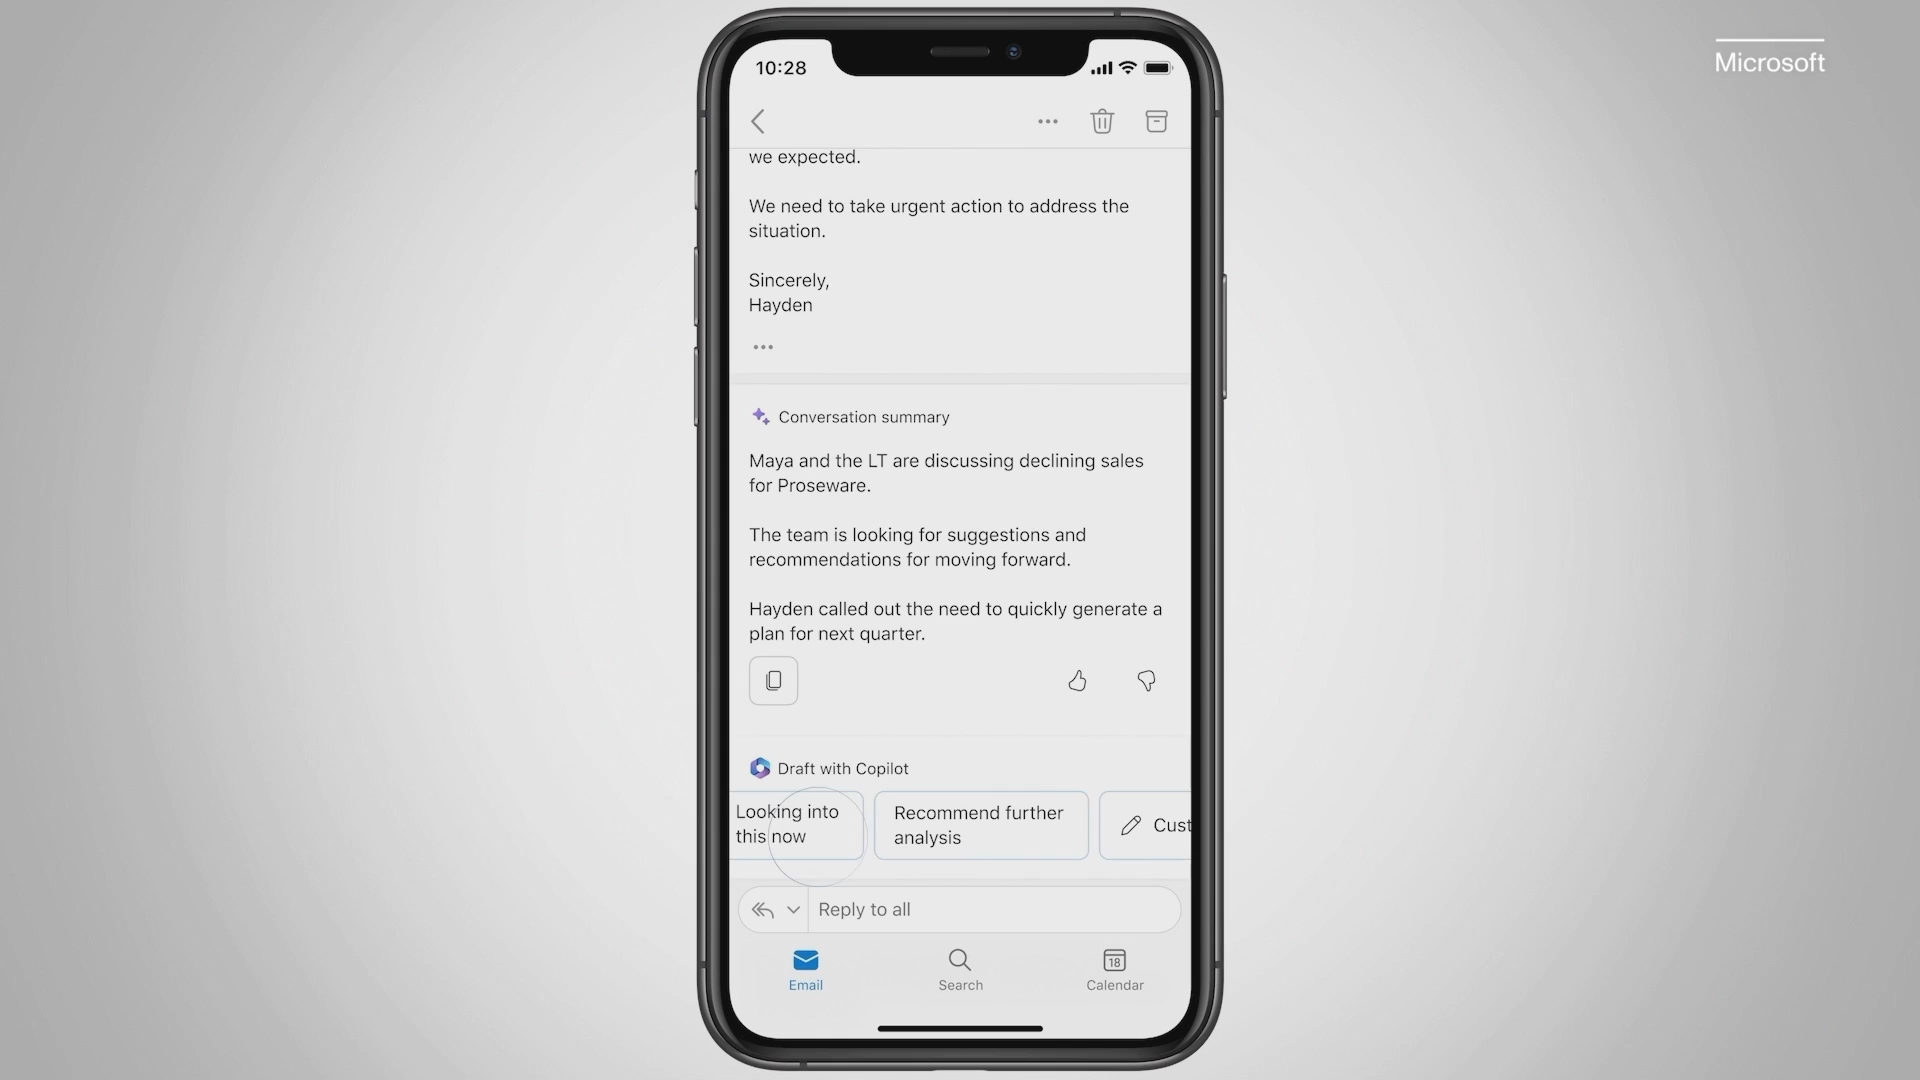 Microsoft
10:28
we expected.
We need to take urgent action to address the
situation.
Sincerely,
Hayden
Conversation summary
Maya and the LT are discussing declining sales
for Proseware.
The team is looking for suggestions and
recommendations for moving forward.
Hayden called out the need to quickly generate a
plan for next quarter.
Draft with Copilot
Looking into
this now
Recommend further
analysis
Cust
Reply to all
18
Email
Search
Calendar